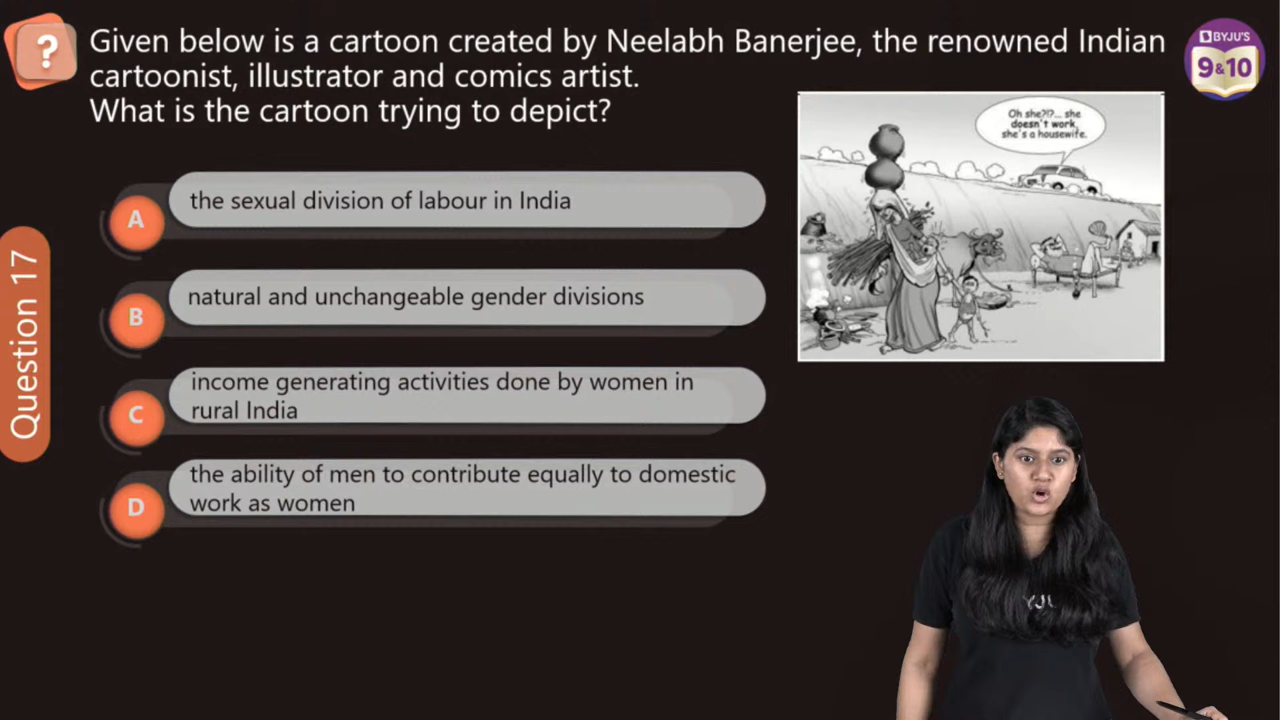 ?
Given below is a cartoon created by Neelabh Banerjee, the renowned Indian
cartoonist, illustrator and comics artist.
What is the cartoon trying to depict?
BYJU'S
9&10
Oh she?!?... she
doesn't work,
she's a housewife.
Question 17
A
the sexual division of labour in India
B
natural and unchangeable gender divisions
C
income generating activities done by women in
rural India
D
the ability of men to contribute equally to domestic
work as women